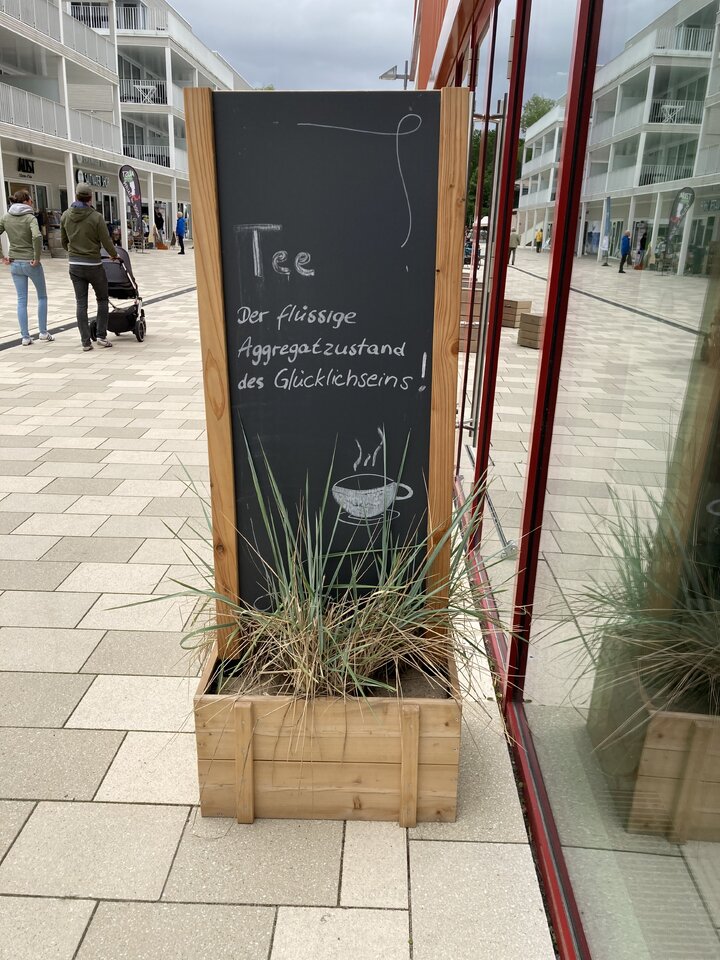 Tee
Der flüssige
Aggregatzustand
des Glücklichseins!